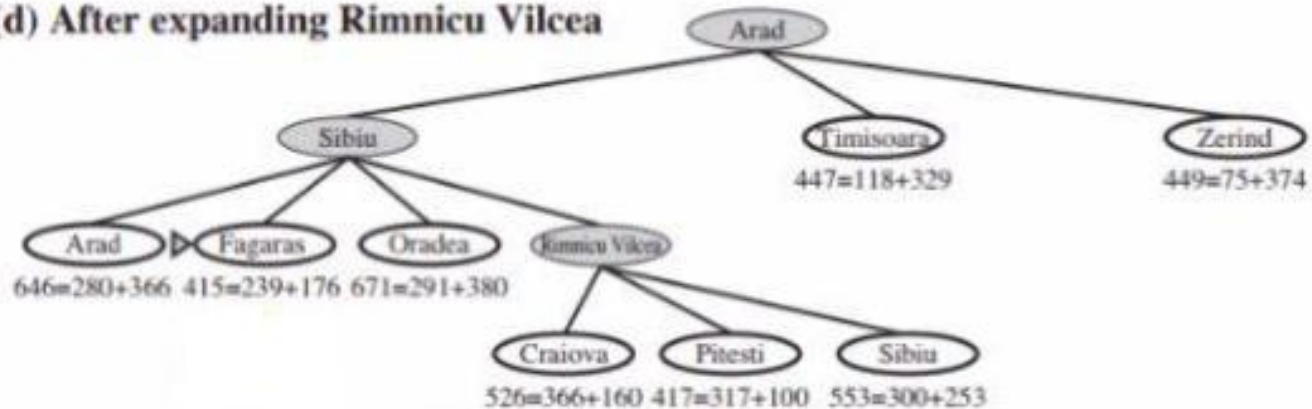 (d) After expanding Rimnicu Vilcea
Arad
Sibiu
Timisoara
Zerind
447=118+329
449=75+374
Arad
Fagaras
Oradea
Rimnicu Vilcea
646=280+366
415=239+176
671=291+380
Craiova
Pitesti
Sibiu
526=366+160
417=317+100
553=300+253